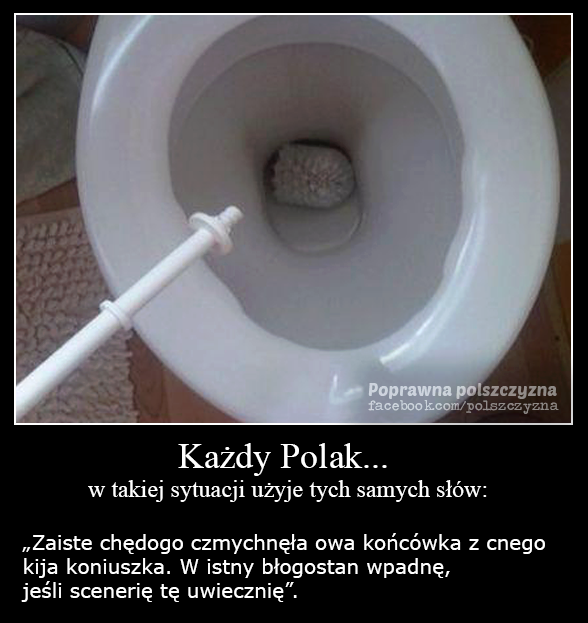 Poprawna polszczyzna
facebook.com/polszczyzna
Każdy Polak...
w takiej sytuacji użyje tych samych słów:
„Zaiste chędogo czmychnęła owa końcówka z cnego
kija koniuszka. W istny błogostan wpadnę,
jeśli scenerię tę uwiecznię”.